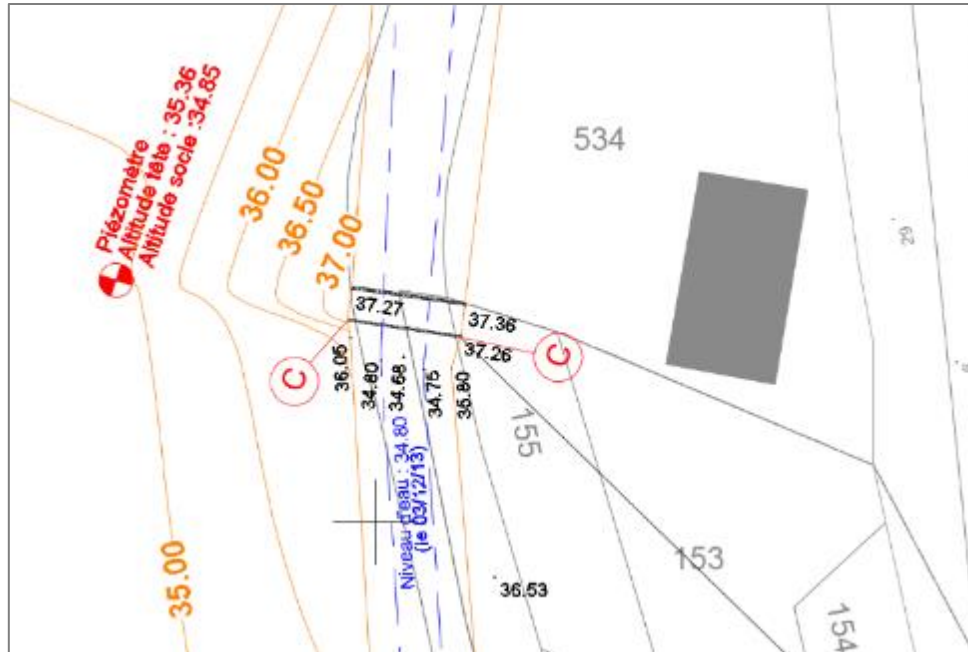 Piézomètre
Altitude tête : 35.36
Altitude socle :34.85
36.00
36.50
37.00
534
29
37.27
37.36
37.26
C
C
36.05
34.80
34.68
34.75
35.80
155
Niveau d'eau : 34.80
(le 03/12/13)
35.00
36.53
153
154